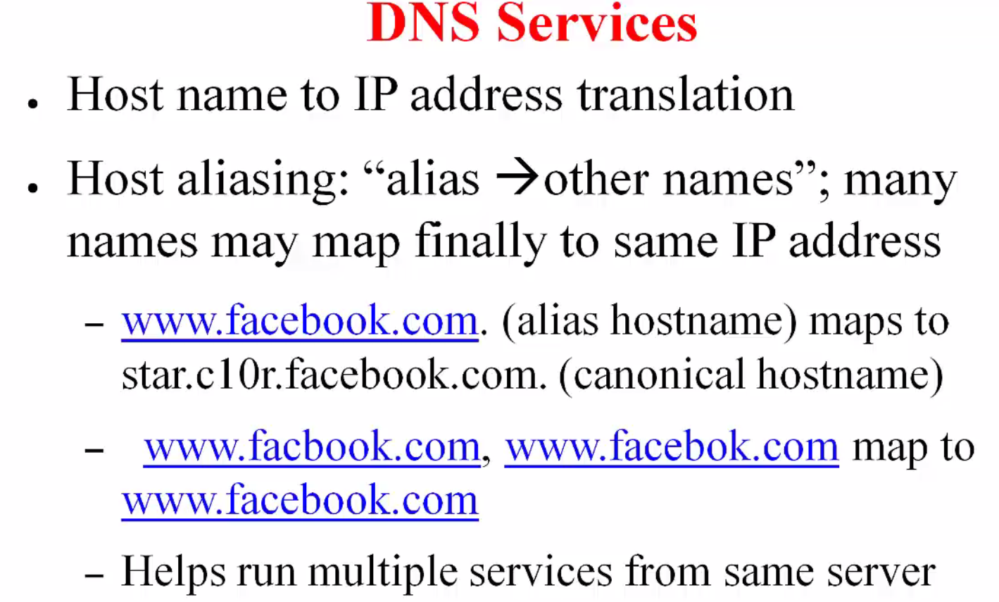 DNS Services
• Host name to IP address translation
• Host aliasing: “alias →other names”; many
names may map finally to same IP address
– www.facebook.com. (alias hostname) maps to
star.c10r.facebook.com. (canonical hostname)
– www.facbook.com, www.facebok.com map to
www.facebook.com
– Helps run multiple services from same server